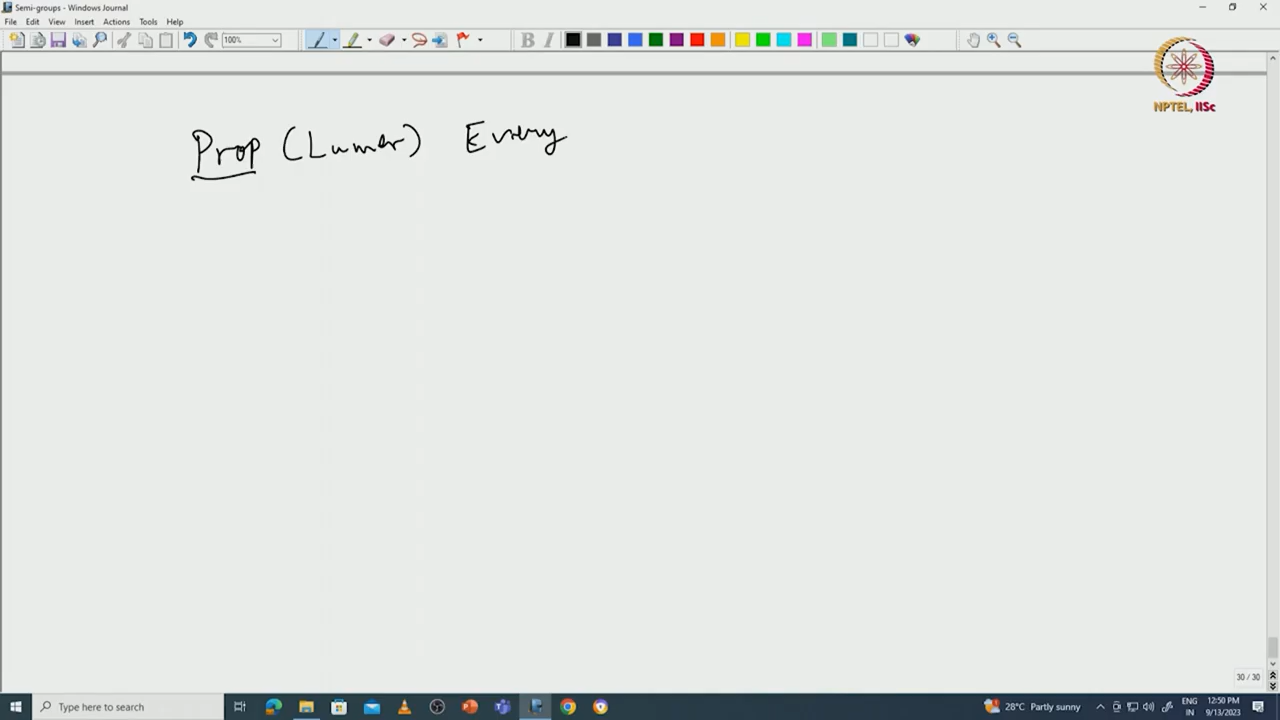 Semi-groups - Windows Journal
File Edit View Insert Actions Tools Help
100% B I
NPTEL, IISc
Prop (Lumer) Every
30 / 30
Type here to search
28°C Partly sunny
ENG 12:50 PM
IN 9/13/2023